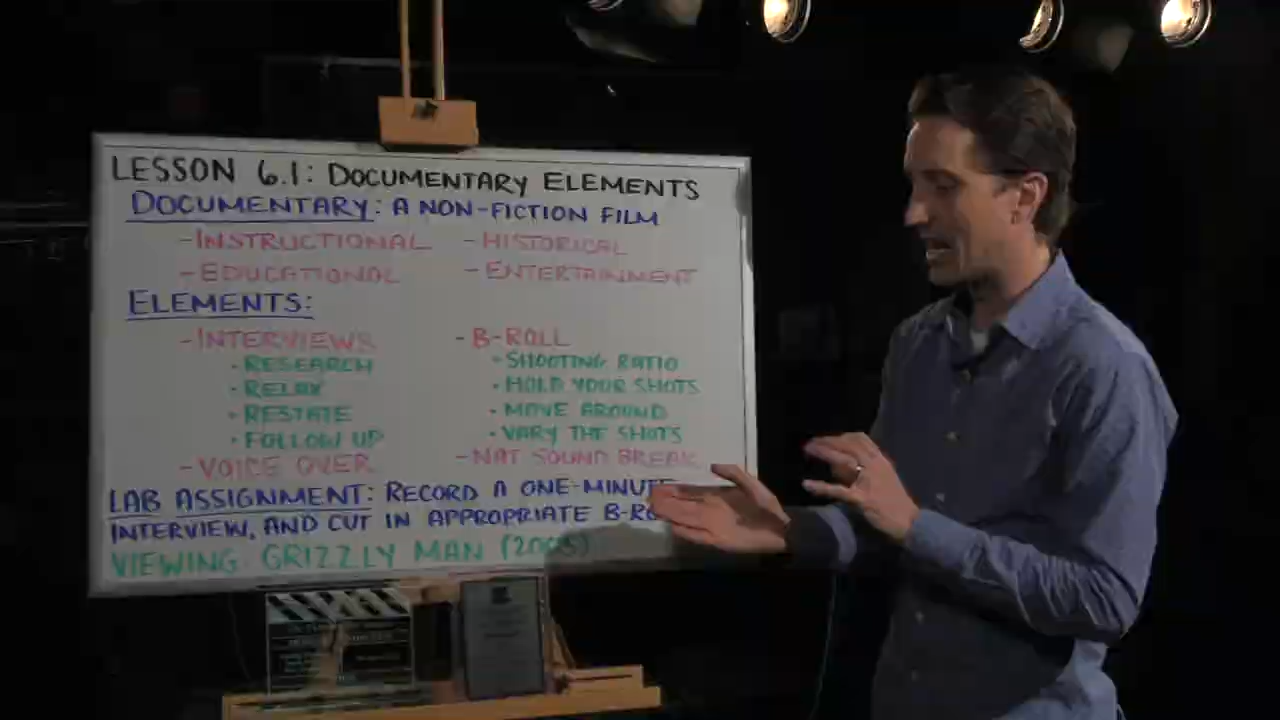 LESSON 6.1: DOCUMENTARY ELEMENTS
DOCUMENTARY: A NON-FICTION FILM
-INSTRUCTIONAL -HISTORICAL
-EDUCATIONAL -ENTERTAINMENT
ELEMENTS:
-INTERVIEWS
• RESEARCH
• RELAX
• RESTATE
• FOLLOW UP
-VOICE OVER
-B-ROLL
• SHOOTING RATIO
• HOLD YOUR SHOTS
• MOVE AROUND
• VARY THE SHOTS
-NAT SOUND BREAK
LAB ASSIGNMENT: RECORD A ONE-MINUTE
INTERVIEW, AND CUT IN APPROPRIATE
VIEWING: GRIZZLY MAN (2005)